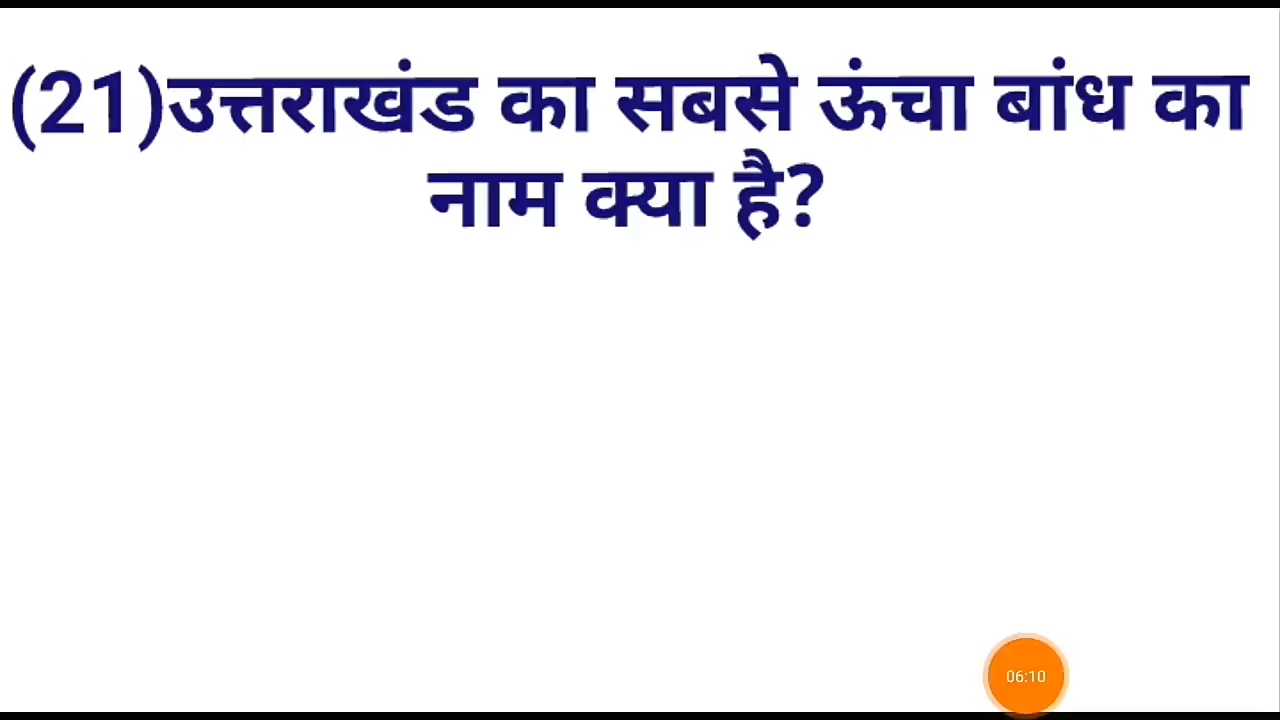 (21)उत्तराखंड का सबसे ऊंचा बांध का
नाम क्या है?
06:10